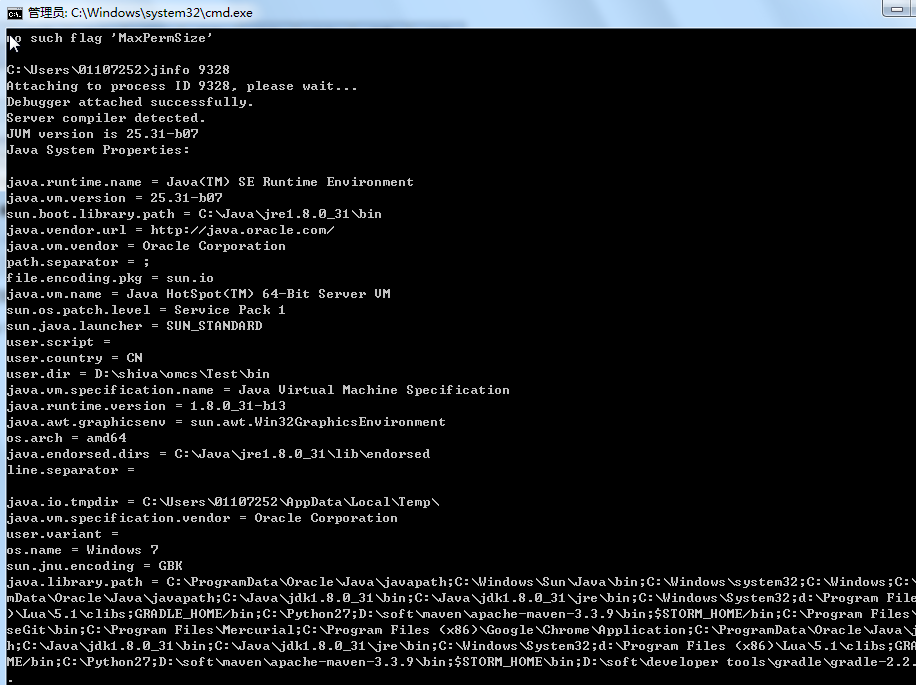 管理员: C:\Windows\system32\cmd.exe
no such flag 'MaxPermSize'
C:\Users\01107252>jinfo 9328
Attaching to process ID 9328, please wait...
Debugger attached successfully.
Server compiler detected.
JVM version is 25.31-b07
Java System Properties:
java.runtime.name = Java(TM) SE Runtime Environment
java.vm.version = 25.31-b07
sun.boot.library.path = C:\Java\jre1.8.0_31\bin
java.vendor.url = http://java.oracle.com/
java.vm.vendor = Oracle Corporation
path.separator = ;
file.encoding.pkg = sun.io
java.vm.name = Java HotSpot(TM) 64-Bit Server VM
sun.os.patch.level = Service Pack 1
sun.java.launcher = SUN_STANDARD
user.script =
user.country = CN
user.dir = D:\shiva\omcs\Test\bin
java.vm.specification.name = Java Virtual Machine Specification
java.runtime.version = 1.8.0_31-b13
java.awt.graphicsenv = sun.awt.Win32GraphicsEnvironment
os.arch = amd64
java.endorsed.dirs = C:\Java\jre1.8.0_31\lib\endorsed
line.separator =
java.io.tmpdir = C:\Users\01107252\AppData\Local\Temp\
java.vm.specification.vendor = Oracle Corporation
user.variant =
os.name = Windows 7
sun.jnu.encoding = GBK
java.library.path = C:\ProgramData\Oracle\Java\javapath;C:\Windows\Sun\Java\bin;C:\Windows\system32;C:\Windows;C:\
mData\Oracle\Java\javapath;C:\Java\jdk1.8.0_31\bin;C:\Java\jdk1.8.0_31\jre\bin;C:\Windows\System32;d:\Program File
)\Lua\5.1\clibs;GRADLE_HOME/bin;C:\Python27;D:\soft\maven\apache-maven-3.3.9\bin;$STORM_HOME/bin;C:\Program Files\
seGit\bin;C:\Program Files\Mercurial;C:\Program Files (x86)\Google\Chrome\Application;C:\ProgramData\Oracle\Java\j
h;C:\Java\jdk1.8.0_31\bin;C:\Java\jdk1.8.0_31\jre\bin;C:\Windows\System32;d:\Program Files (x86)\Lua\5.1\clibs;GRA
ME/bin;C:\Python27;D:\soft\maven\apache-maven-3.3.9\bin;$STORM_HOME\bin;D:\soft\developer tools\gradle\gradle-2.2.